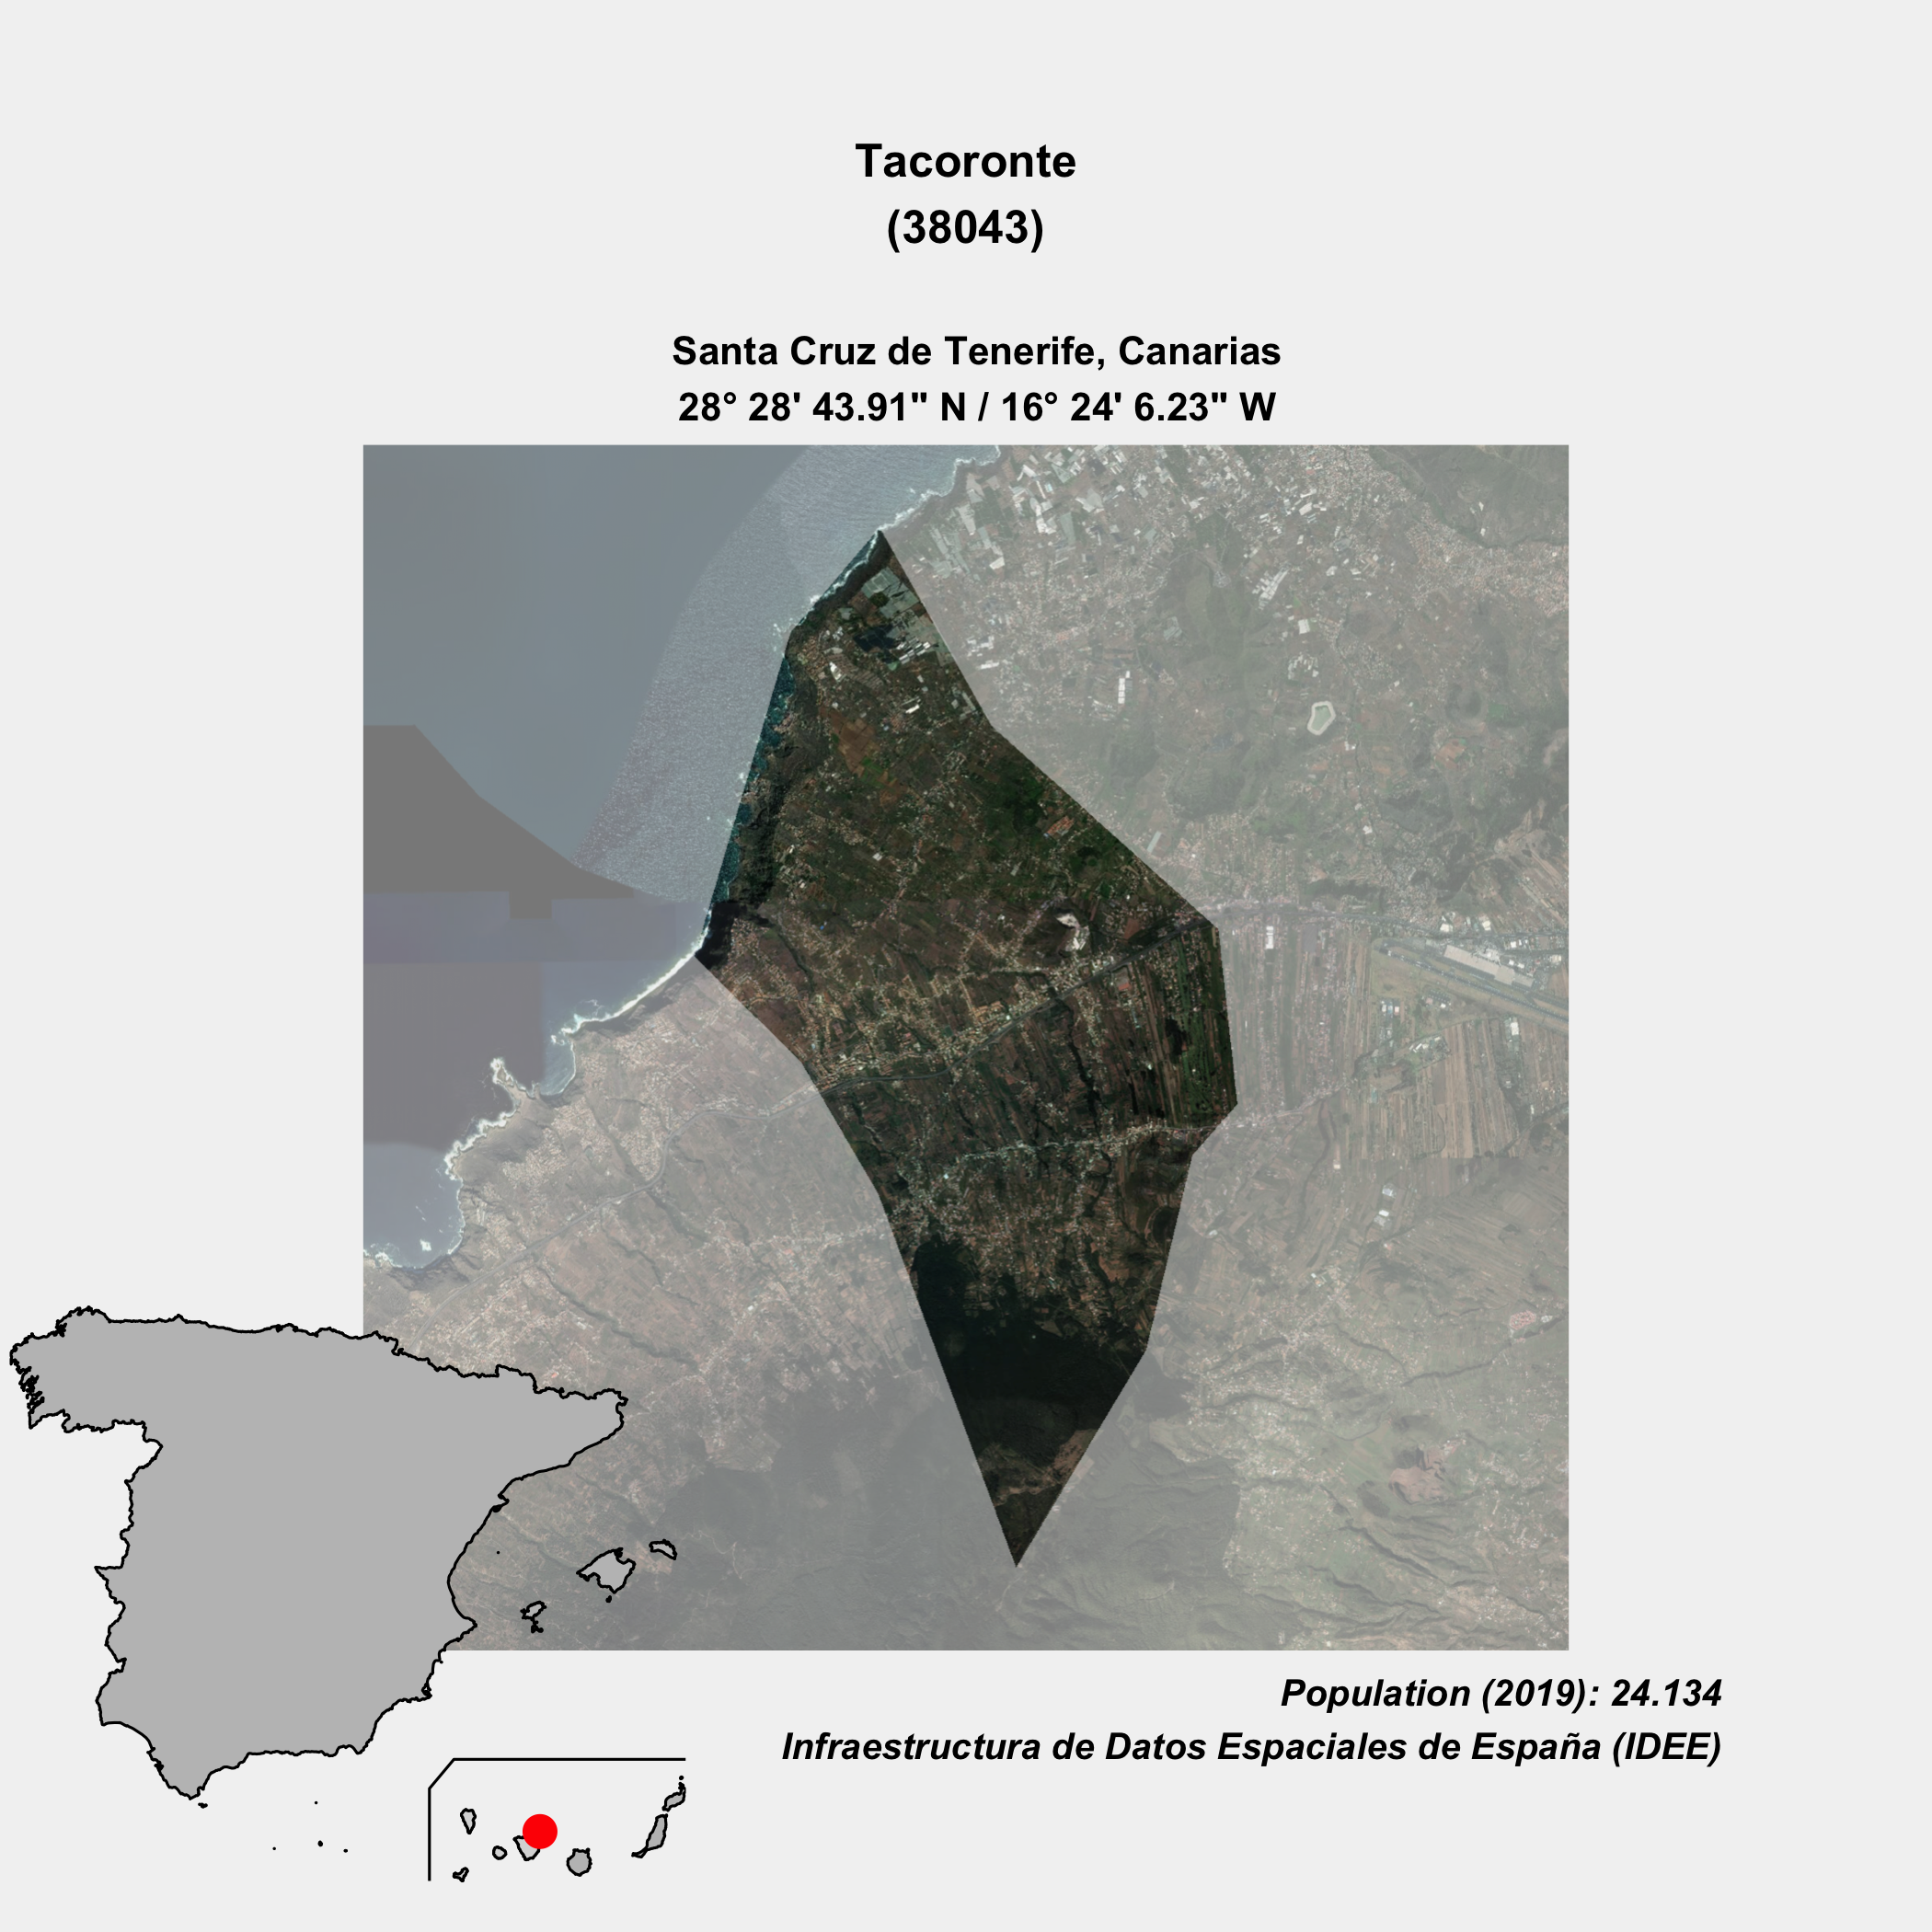 Tacoronte
(38043)
Santa Cruz de Tenerife, Canarias
28° 28' 43.91" N / 16° 24' 6.23" W
Population (2019): 24.134
Infraestructura de Datos Espaciales de España (IDEE)